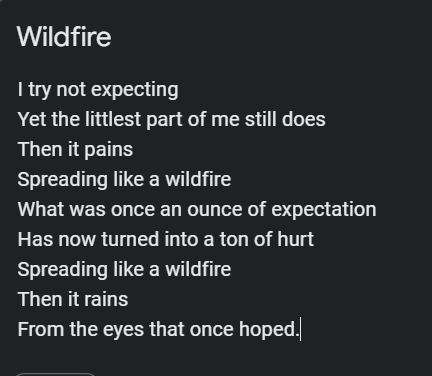 Wildfire
I try not expecting
Yet the littlest part of me still does
Then it pains
Spreading like a wildfire
What was once an ounce of expectation
Has now turned into a ton of hurt
Spreading like a wildfire
Then it rains
From the eyes that once hoped.